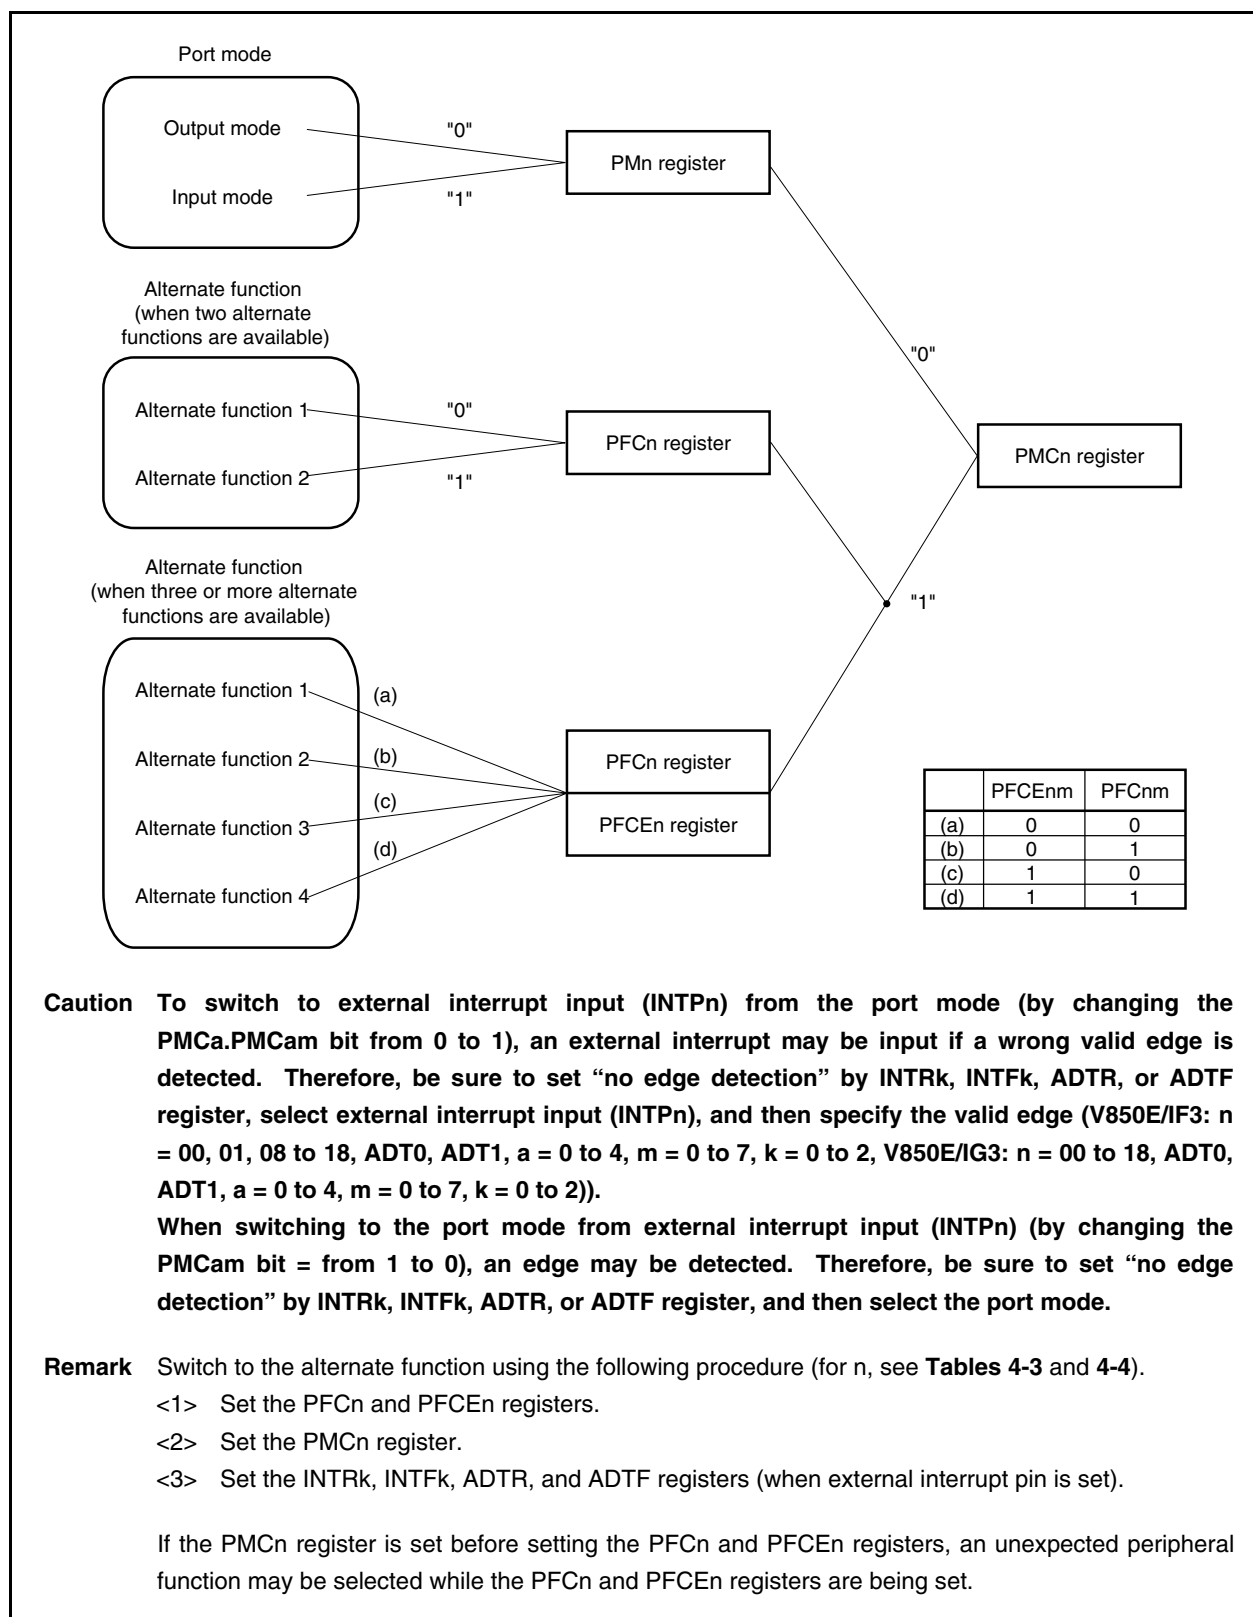 Port mode
Output mode
"0"
Input mode
"1"
PMn register
Alternate function
(when two alternate
functions are available)
"0"
Alternate function 1
"0"
Alternate function 2
"1"
PFCn register
PMCn register
Alternate function
(when three or more alternate
functions are available)
"1"
Alternate function 1
(a)
Alternate function 2
(b)
(c)
Alternate function 3
(d)
Alternate function 4
PFCn register
PFCEn register
PFCEnm PFCnm
(a) 0 0
(b) 0 1
(c) 1 0
(d) 1 1
Caution To switch to external interrupt input (INTPn) from the port mode (by changing the
PMCa.PMCam bit from 0 to 1), an external interrupt may be input if a wrong valid edge is
detected. Therefore, be sure to set “no edge detection” by INTRk, INTFk, ADTR, or ADTF
register, select external interrupt input (INTPn), and then specify the valid edge (V850E/IF3: n
= 00, 01, 08 to 18, ADT0, ADT1, a = 0 to 4, m = 0 to 7, k = 0 to 2, V850E/IG3: n = 00 to 18, ADT0,
ADT1, a = 0 to 4, m = 0 to 7, k = 0 to 2)).
When switching to the port mode from external interrupt input (INTPn) (by changing the
PMCam bit = from 1 to 0), an edge may be detected. Therefore, be sure to set “no edge
detection” by INTRk, INTFk, ADTR, or ADTF register, and then select the port mode.
Remark Switch to the alternate function using the following procedure (for n, see Tables 4-3 and 4-4).
<1> Set the PFCn and PFCEn registers.
<2> Set the PMCn register.
<3> Set the INTRk, INTFk, ADTR, and ADTF registers (when external interrupt pin is set).
If the PMCn register is set before setting the PFCn and PFCEn registers, an unexpected peripheral
function may be selected while the PFCn and PFCEn registers are being set.